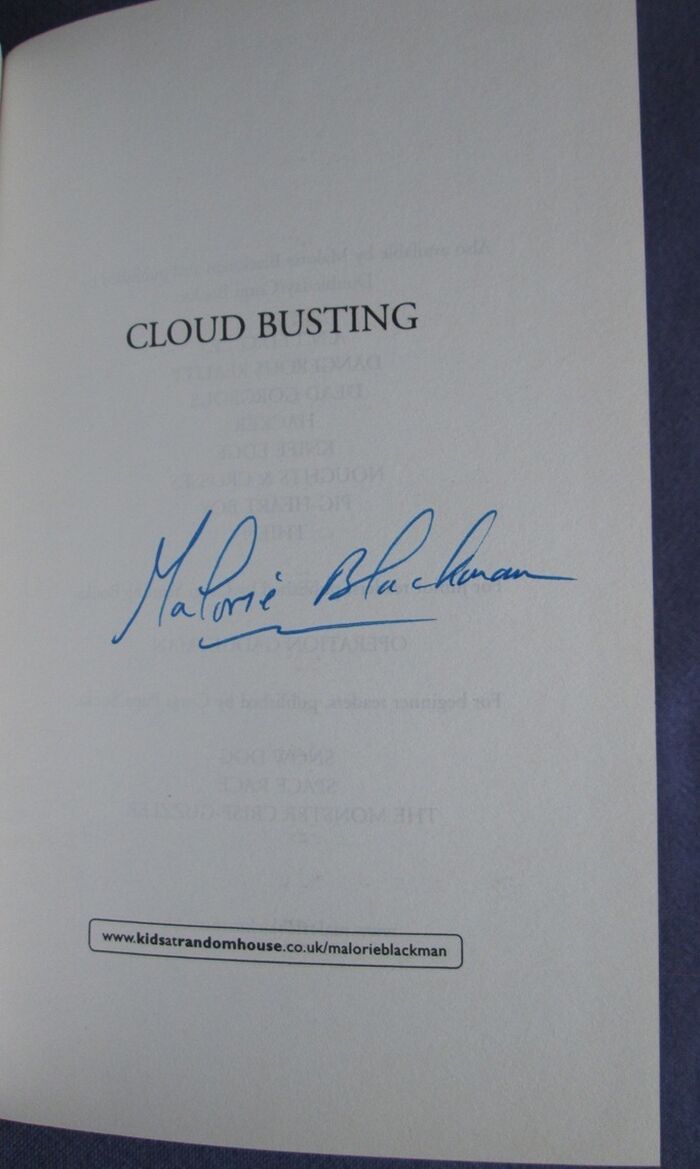 CLOUD BUSTING
Malorie Blackman
www.kidsatrandomhouse.co.uk/malorieblackman